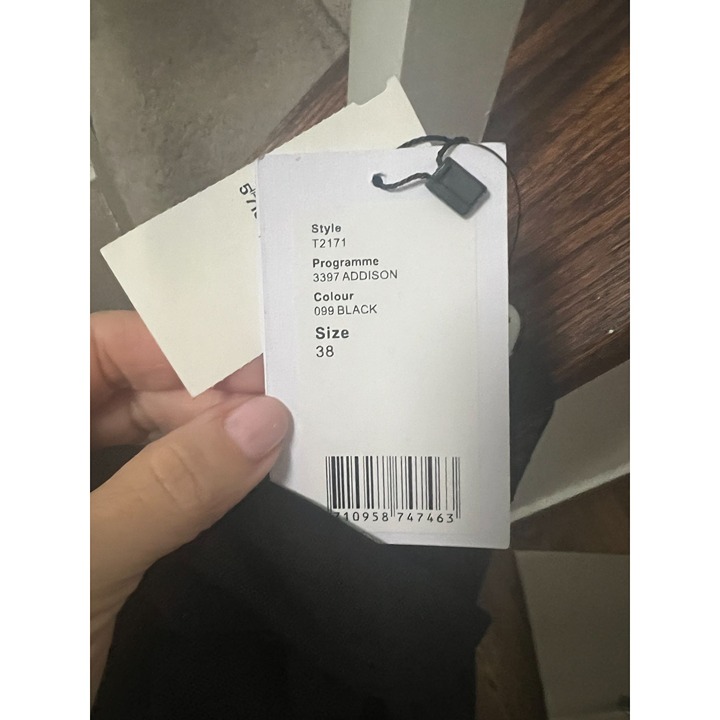 Style
T2171
Programme
3397 ADDISON
Colour
099 BLACK
Size
38
710958 747463